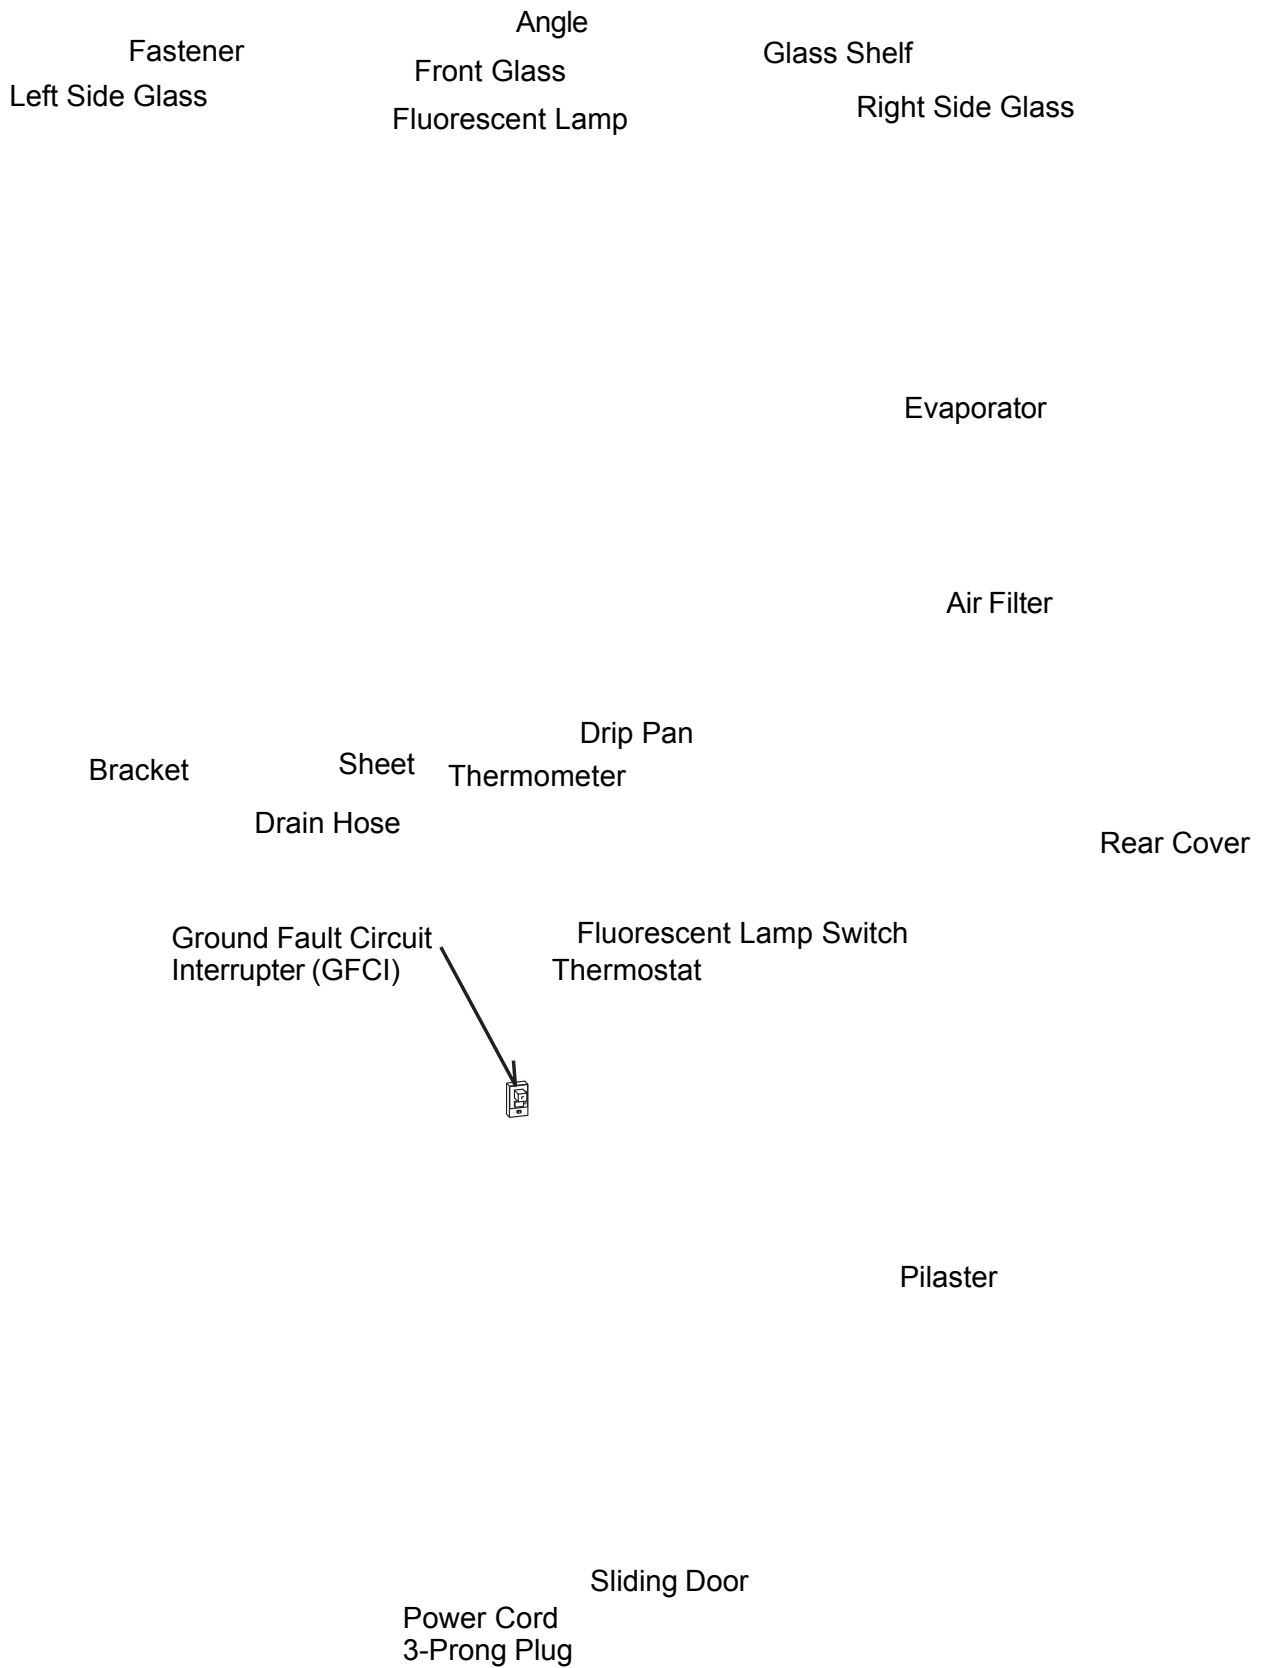 Angle
Fastener
Glass Shelf
Front Glass
Left Side Glass
Right Side Glass
Fluorescent Lamp
Evaporator
Air Filter
Drip Pan
Bracket
Sheet
Thermometer
Drain Hose
Rear Cover
Ground Fault Circuit
Interrupter (GFCI)
Fluorescent Lamp Switch
Thermostat
Pilaster
Sliding Door
Power Cord
3-Prong Plug